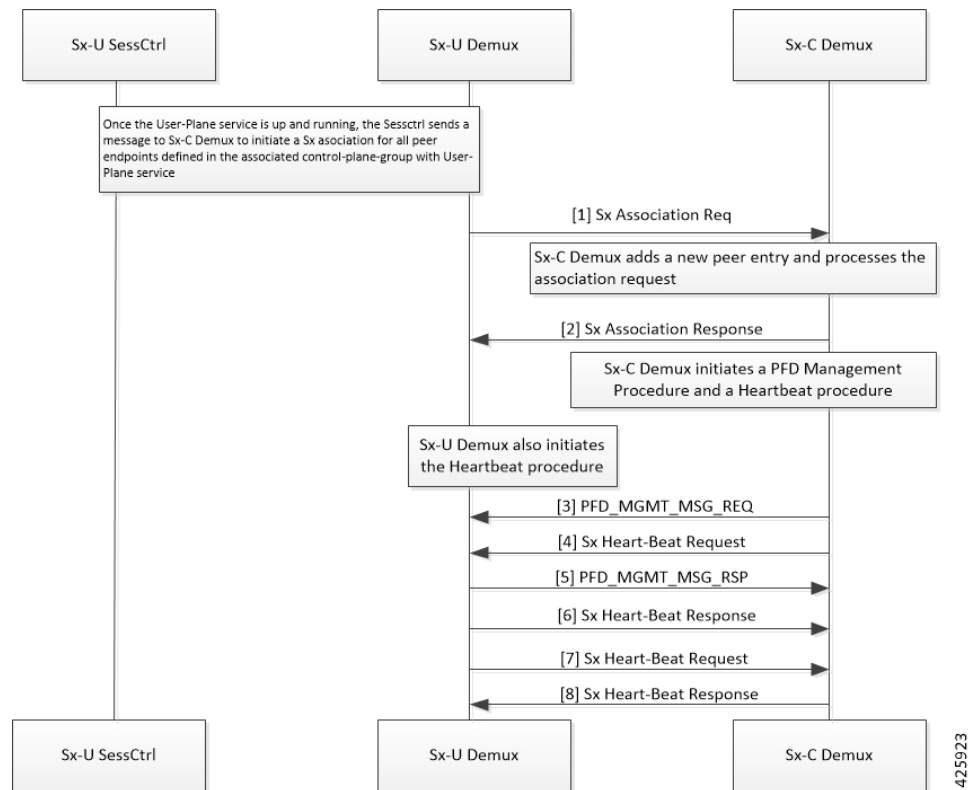 Sx-U SessCtrl
Sx-U Demux
Sx-C Demux
Once the User-Plane service is up and running, the Sessctrl sends a
message to Sx-C Demux to initiate a Sx asociation for all peer
endpoints defined in the associated control-plane-group with User-
Plane service
[1] Sx Association Req
Sx-C Demux adds a new peer entry and processes the
association request
[2] Sx Association Response
Sx-C Demux initiates a PFD Management
Procedure and a Heartbeat procedure
Sx-U Demux also initiates
the Heartbeat procedure
[3] PFD_MGMT_MSG_REQ
[4] Sx Heart-Beat Request
[5] PFD_MGMT_MSG_RSP
[6] Sx Heart-Beat Response
[7] Sx Heart-Beat Request
[8] Sx Heart-Beat Response
Sx-U SessCtrl
Sx-U Demux
Sx-C Demux
425923